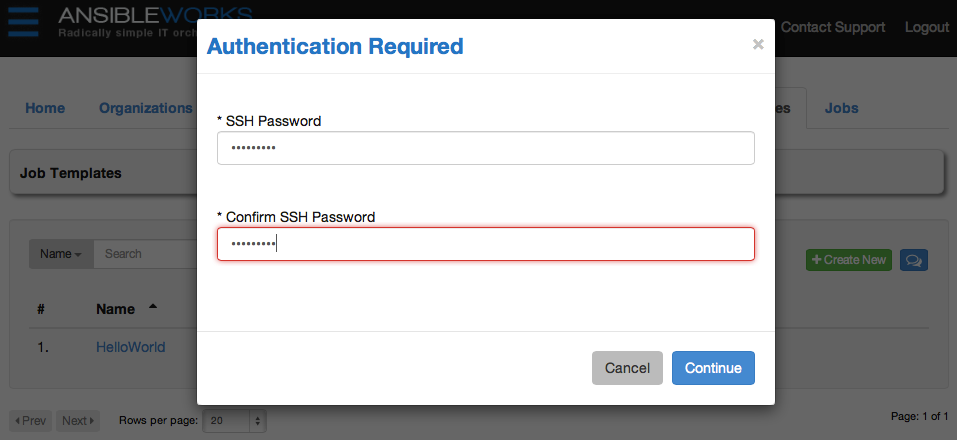 ANSIBLEWORKS
Radically simple IT orch
Contact Support Logout
Authentication Required ×
Home Organizations es Jobs
* SSH Password
•••••••••
Job Templates
* Confirm SSH Password
•••••••••
Name Search
+ Create New
# Name
1. HelloWorld
Cancel Continue
Prev Next Rows per page: 20 Page: 1 of 1